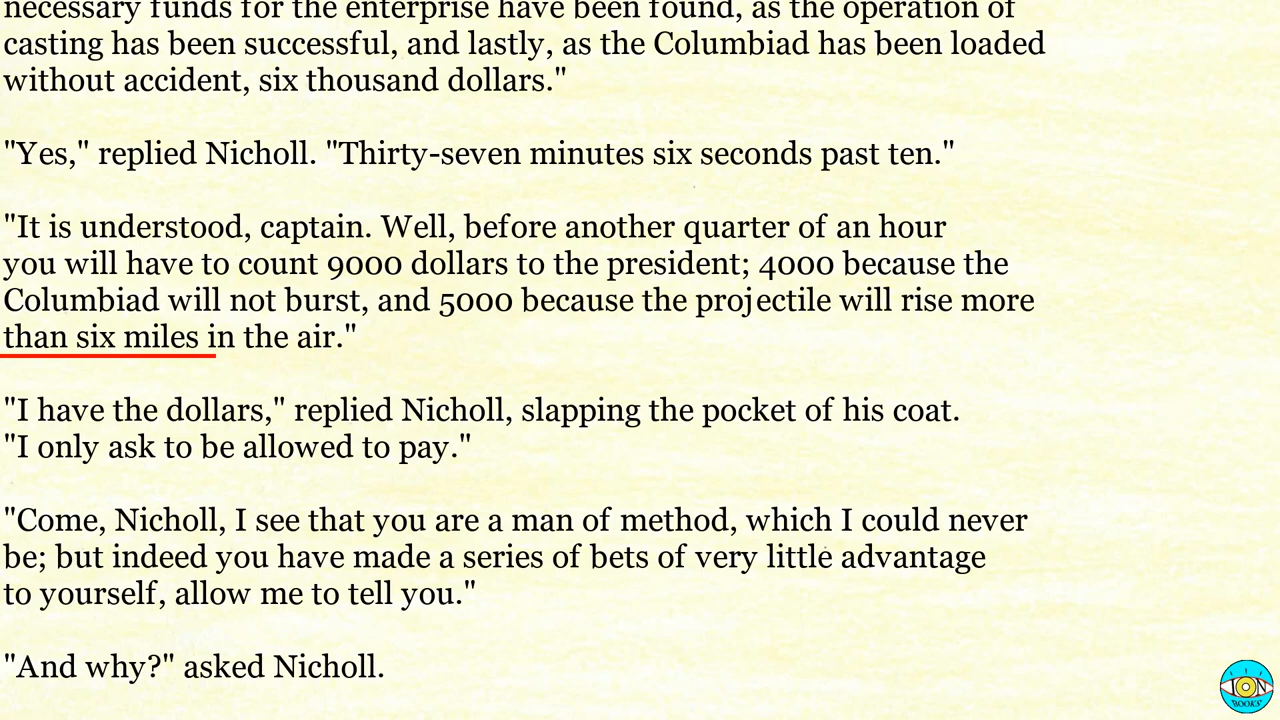 necessary funds for the enterprise have been found, as the operation of
casting has been successful, and lastly, as the Columbiad has been loaded
without accident, six thousand dollars."
"Yes," replied Nicholl. "Thirty-seven minutes six seconds past ten."
"It is understood, captain. Well, before another quarter of an hour
you will have to count 9000 dollars to the president; 4000 because the
Columbiad will not burst, and 5000 because the projectile will rise more
than six miles in the air."
"I have the dollars," replied Nicholl, slapping the pocket of his coat.
"I only ask to be allowed to pay."
"Come, Nicholl, I see that you are a man of method, which I could never
be; but indeed you have made a series of bets of very little advantage
to yourself, allow me to tell you."
"And why?" asked Nicholl.
ION
BOOKS